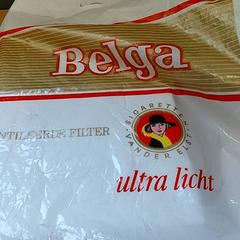 Belga
NTILEERDE FILTER
SIGARETTEN
VANDER ELST
ultra licht